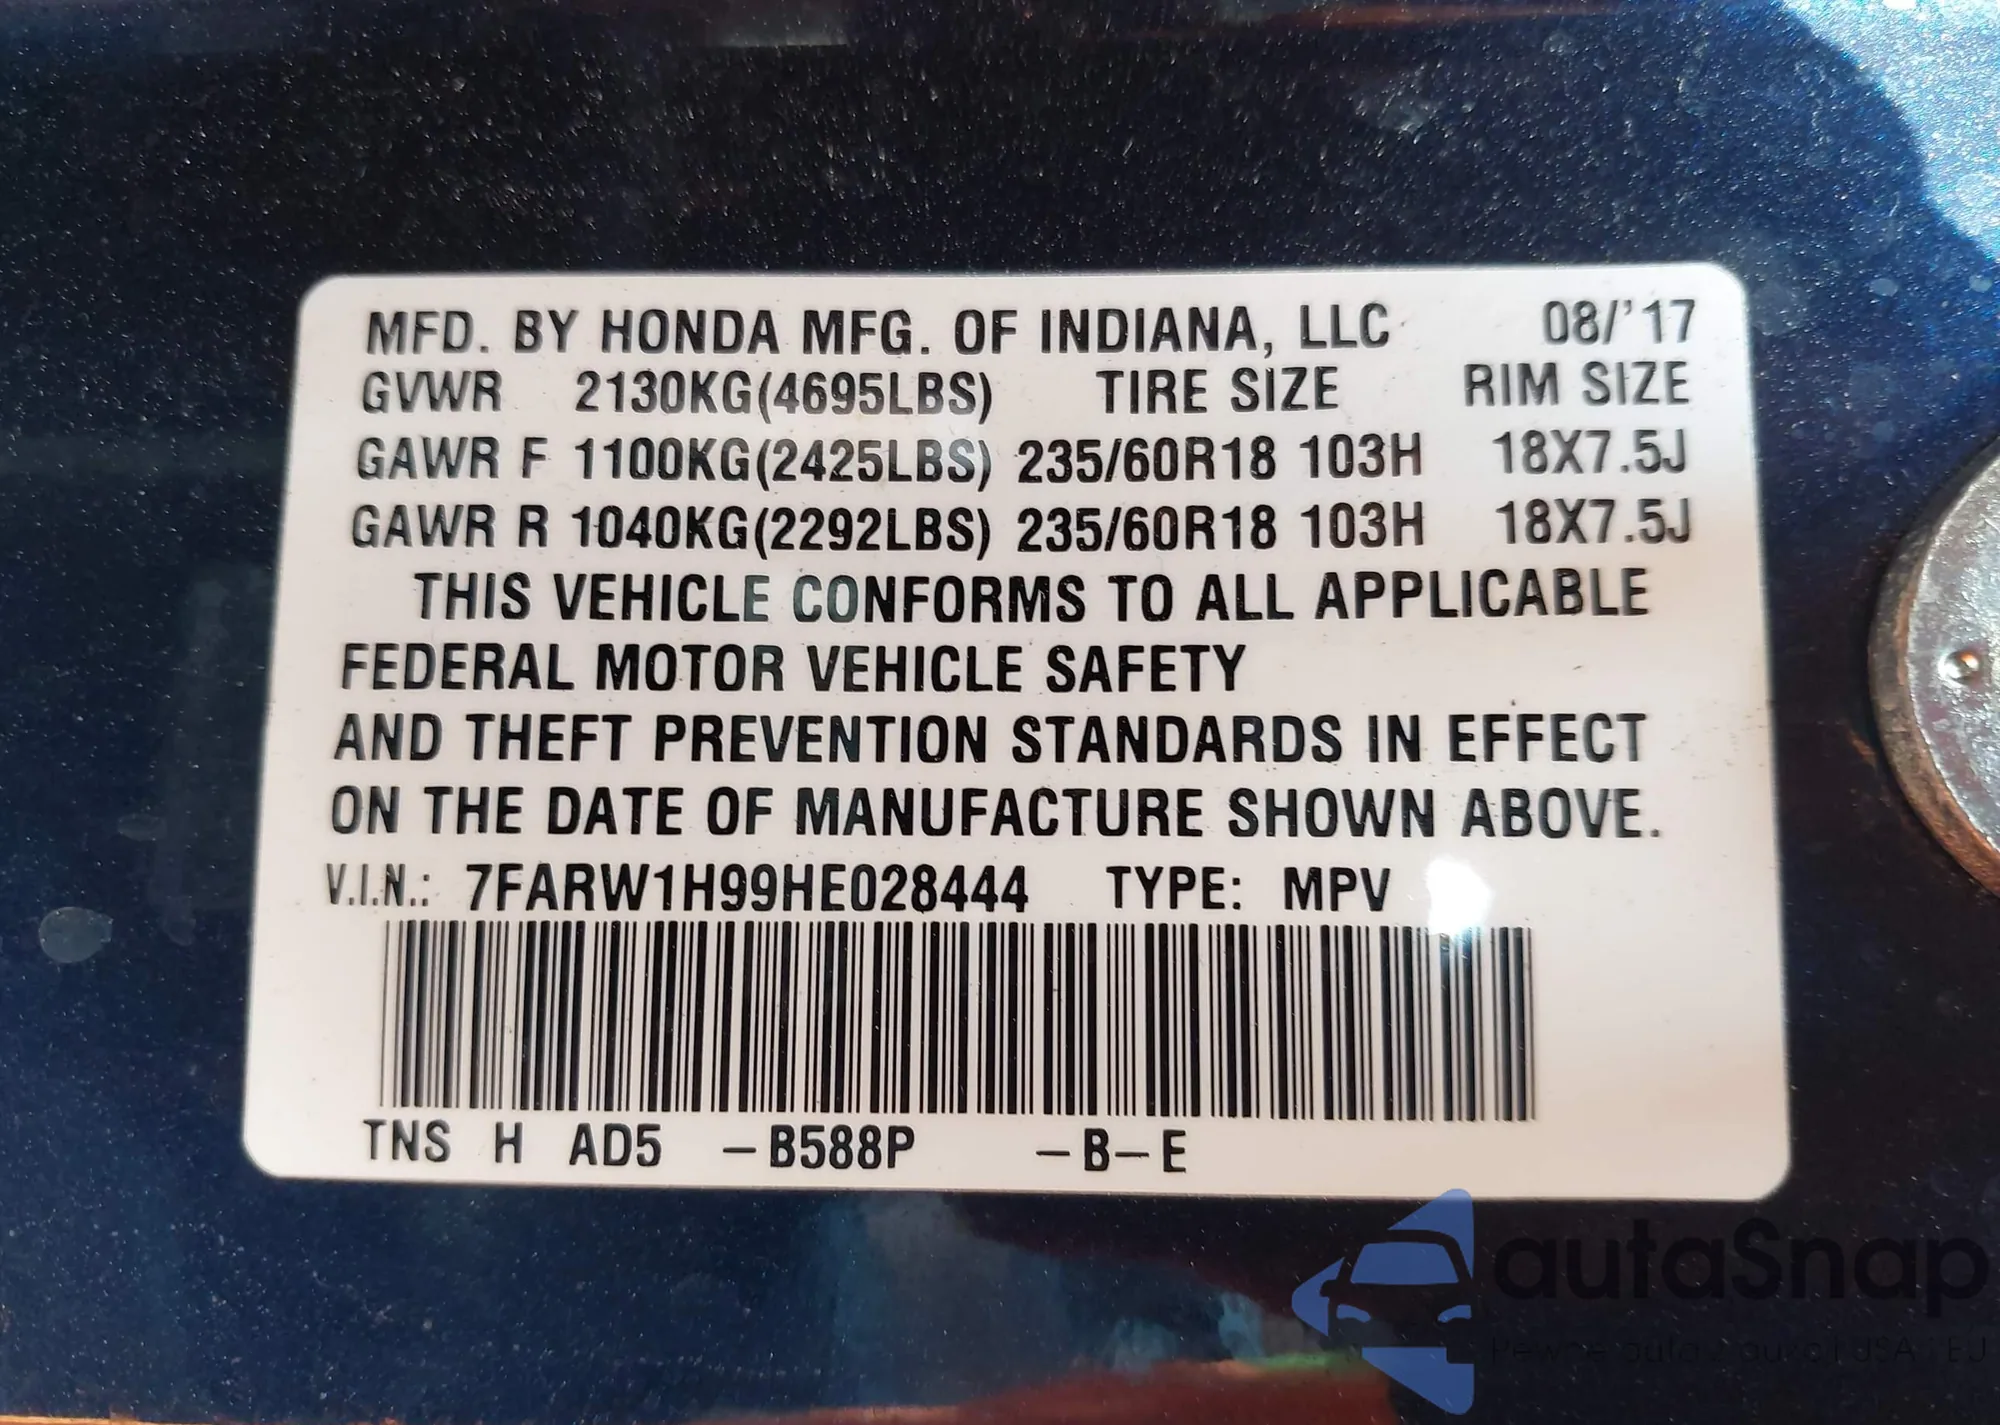 MFD. BY HONDA MFG. OF INDIANA, LLC 08/'17
GVWR 2130KG(4695LBS) TIRE SIZE RIM SIZE
GAWR F 1100KG(2425LBS) 235/60R18 103H 18X7.5J
GAWR R 1040KG(2292LBS) 235/60R18 103H 18X7.5J
THIS VEHICLE CONFORMS TO ALL APPLICABLE
FEDERAL MOTOR VEHICLE SAFETY
AND THEFT PREVENTION STANDARDS IN EFFECT
ON THE DATE OF MANUFACTURE SHOWN ABOVE.
V.I.N.: 7FARW1H99HE028444 TYPE: MPV
TNS H AD5 -B588P -B-E
autaSnap